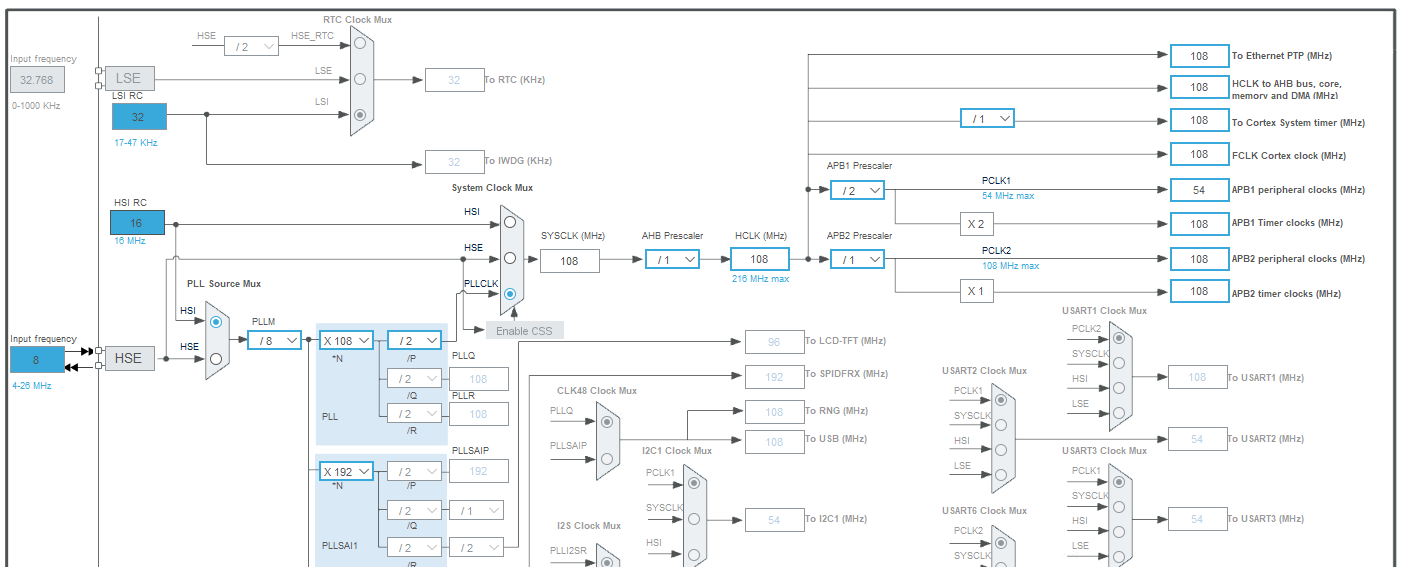 RTC Clock Mux
HSE
/ 2
HSE_RTC
Input frequency
32.768
0-1000 KHz
LSE
LSE
32
To RTC (KHz)
LSI RC
32
17-47 KHz
LSI
32
To IWDG (KHz)
108
To Ethernet PTP (MHz)
108
HCLK to AHB bus, core,
memory and DMA (MHz)
/ 1
108
To Cortex System timer (MHz)
108
FCLK Cortex clock (MHz)
APB1 Prescaler
/ 2
PCLK1
54 MHz max
54
APB1 peripheral clocks (MHz)
X 2
108
APB1 Timer clocks (MHz)
System Clock Mux
HSI RC
16
16 MHz
HSI
HSE
PLLCLK
SYSCLK (MHz)
108
AHB Prescaler
/ 1
HCLK (MHz)
108
216 MHz max
APB2 Prescaler
/ 1
PCLK2
108 MHz max
108
APB2 peripheral clocks (MHz)
X 1
108
APB2 timer clocks (MHz)
Enable CSS
PLL Source Mux
HSI
HSE
Input frequency
8
4-26 MHz
HSE
PLLM
/ 8
X 108
*N
/ 2
/P
PLLQ
/ 2
108
/Q
PLLR
/ 2
108
/R
PLL
PLLSAIP
X 192
*N
/ 2
192
/P
/ 2
/ 1
/Q
PLLSAI1
/ 2
/ 2
/R
96
To LCD-TFT (MHz)
192
To SPIDFRX (MHz)
CLK48 Clock Mux
PLLQ
PLLSAIP
108
To RNG (MHz)
108
To USB (MHz)
I2C1 Clock Mux
PCLK1
SYSCLK
HSI
54
To I2C1 (MHz)
I2S Clock Mux
PLLI2SR
USART1 Clock Mux
PCLK2
SYSCLK
HSI
LSE
108
To USART1 (MHz)
USART2 Clock Mux
PCLK1
SYSCLK
HSI
LSE
54
To USART2 (MHz)
USART3 Clock Mux
PCLK1
SYSCLK
HSI
LSE
54
To USART3 (MHz)
USART6 Clock Mux
PCLK2
SYSCLK